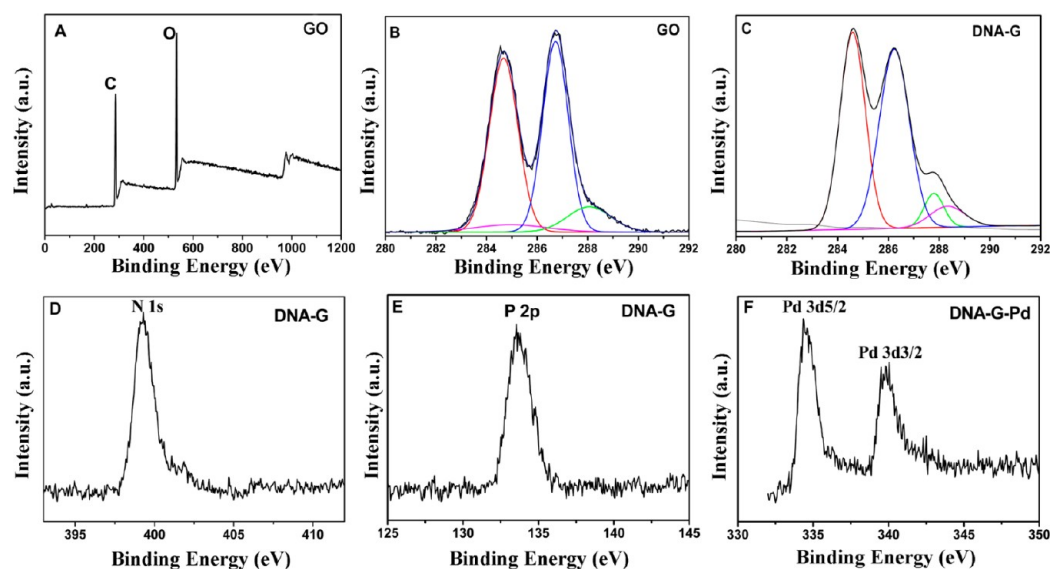 A
GO
C
O
Intensity (a.u.)
0 200 400 600 800 1000 1200
Binding Energy (eV)
B
GO
Intensity (a.u.)
280 282 284 286 288 290 292
Binding Energy (eV)
C
DNA-G
Intensity (a.u.)
280 282 284 286 288 290 292
Binding Energy (eV)
D
N 1s
DNA-G
Intensity (a.u.)
395 400 405 410
Binding Energy (eV)
E
P 2p
DNA-G
Intensity (a.u.)
125 130 135 140 145
Binding Energy (eV)
F
Pd 3d5/2
DNA-G-Pd
Pd 3d3/2
Intensity (a.u.)
330 335 340 345 350
Binding Energy (eV)